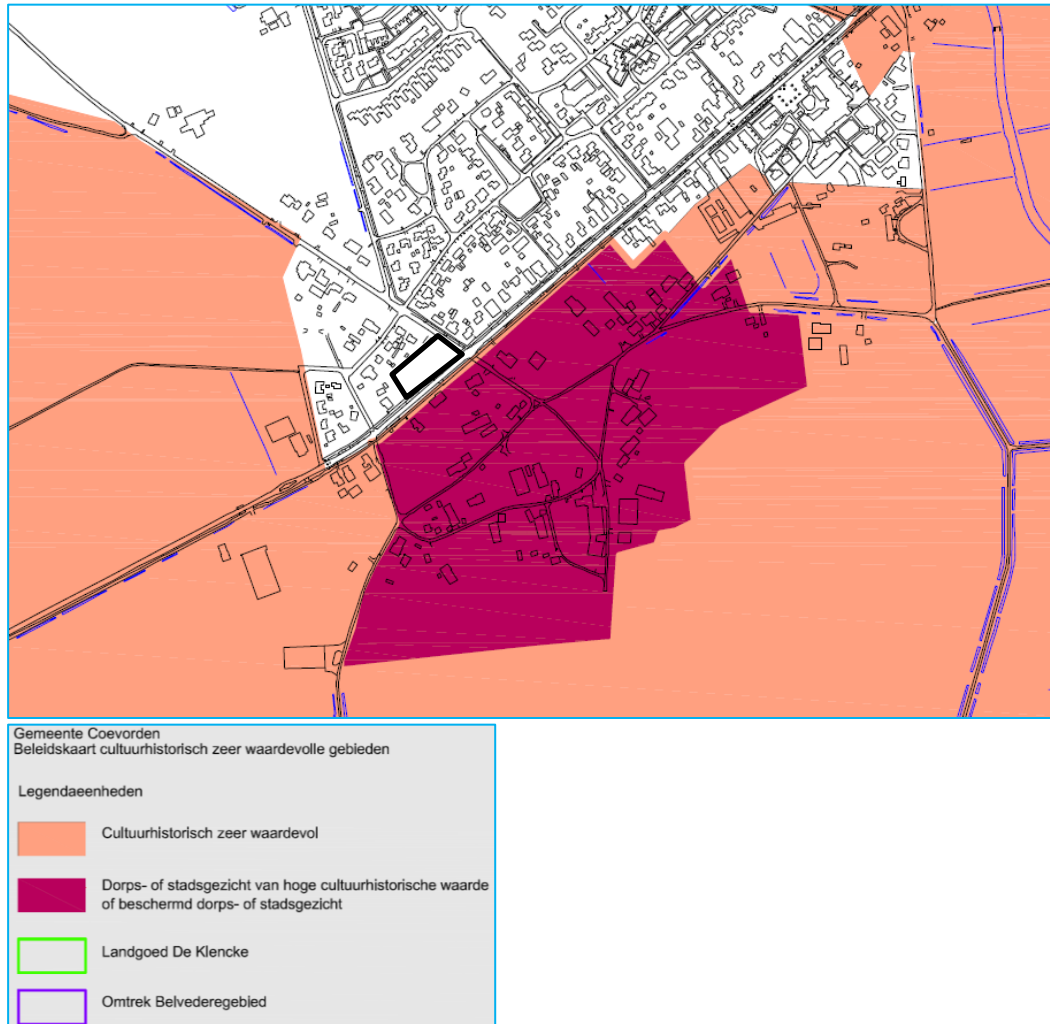 Gemeente Coevorden
Beleidskaart cultuurhistorisch zeer waardevolle gebieden
Legendaeenheden
Cultuurhistorisch zeer waardevol
Dorps- of stadsgezicht van hoge cultuurhistorische waarde
of beschermd dorps- of stadsgezicht
Landgoed De Klencke
Omtrek Belvederegebied